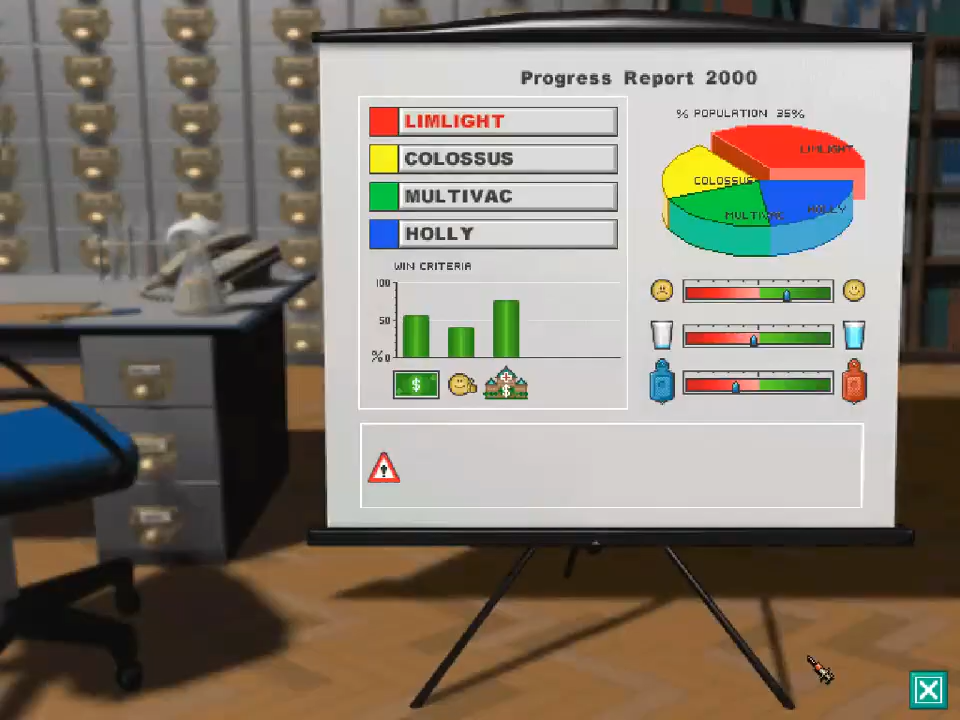 Progress Report 2000
LIMLIGHT
COLOSSUS
MULTIVAC
HOLLY
WIN CRITERIA
100
50
%0
$
$
% POPULATION 35%
LIMLIGHT
COLOSSUS
MULTIVAC
HOLLY
!